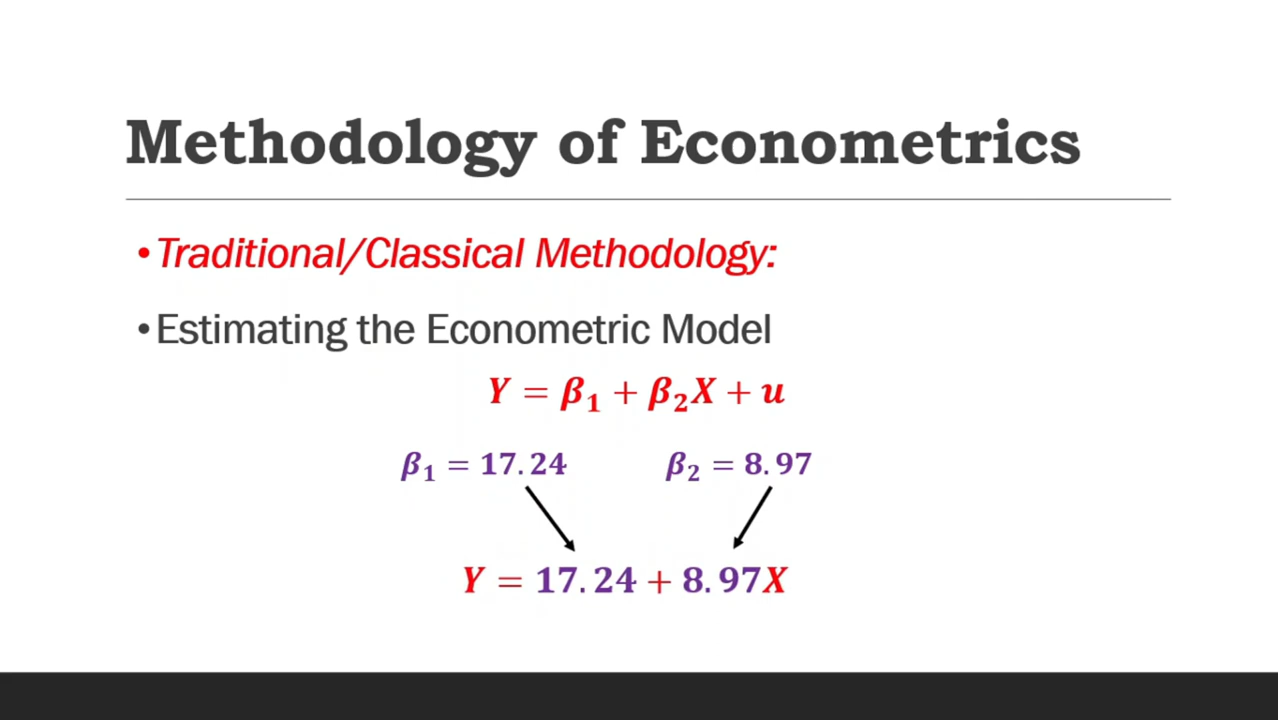 Methodology of Econometrics
•Traditional/Classical Methodology:
•Estimating the Econometric Model
Y = β₁ + β₂X + u
β₁ = 17.24 β₂ = 8.97
Y = 17.24 + 8.97X